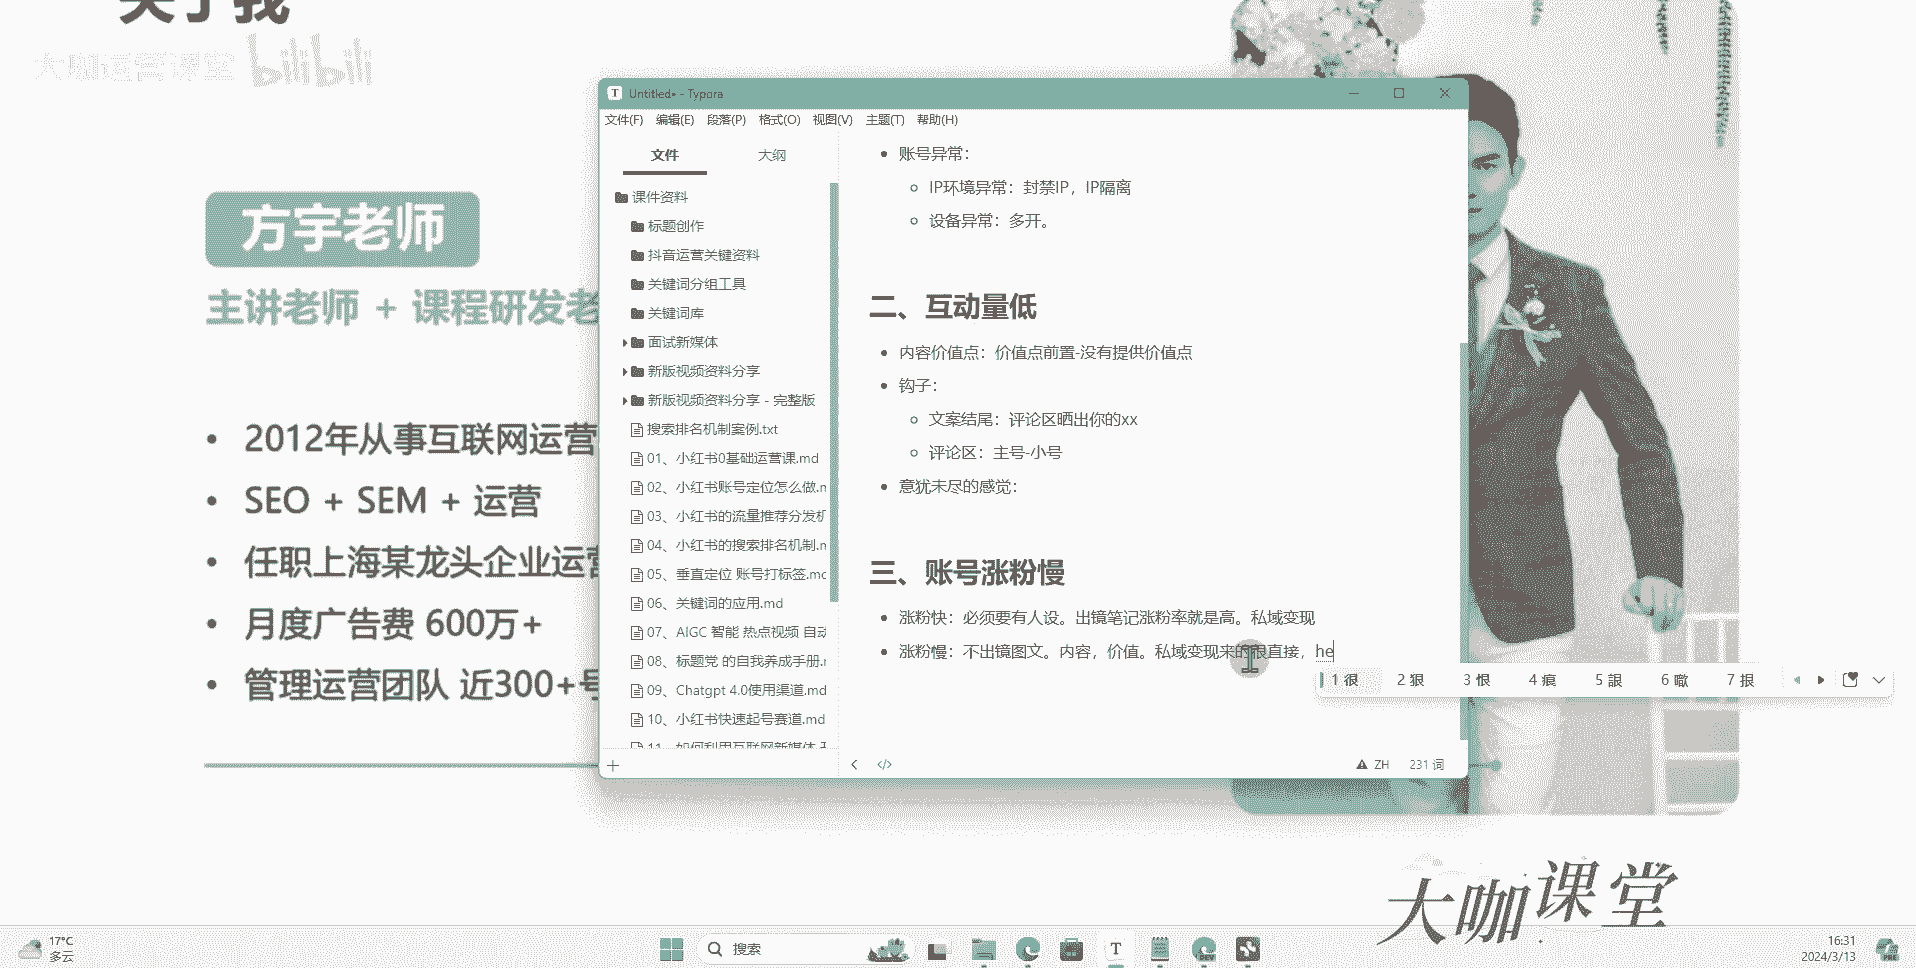 关于我
大咖运营课堂 bilibili
方宇老师
主讲老师 + 课程研发老
2012年从事互联网运营
SEO + SEM + 运营
任职上海某龙头企业运营
月度广告费 600万+
管理运营团队 近300+号
Untitled• - Typora
文件(F) 编辑(E) 段落(P) 格式(O) 视图(V) 主题(T) 帮助(H)
文件 大纲
课件资料
标题创作
抖音运营关键资料
关键词分组工具
关键词库
面试新媒体
新版视频资料分享
新版视频资料分享 - 完整版
搜索排名机制案例.txt
01、小红书0基础运营课.md
02、小红书账号定位怎么做.m
03、小红书的流量推荐分发机
04、小红书的搜索排名机制.m
05、垂直定位 账号打标签.md
06、关键词的应用.md
07、AIGC 智能 热点视频 自动
08、标题党 的自我养成手册.m
09、Chatgpt 4.0使用渠道.md
10、小红书快速起号赛道.md
11、如何利用互联网新媒体
账号异常：
IP环境异常：封禁IP，IP隔离
设备异常：多开。
二、互动量低
内容价值点：价值点前置-没有提供价值点
钩子：
文案结尾：评论区晒出你的xx
评论区：主号-小号
意犹未尽的感觉：
三、账号涨粉慢
涨粉快：必须要有人设。出镜笔记涨粉率就是高。私域变现
涨粉慢：不出镜图文。内容，价值。私域变现来的很直接，he
1 很 2 狠 3 恨 4 痕 5 詪 6 噷 7 拫
ZH 231 词
大咖课堂
17°C
多云
搜索
16:31
2024/3/13